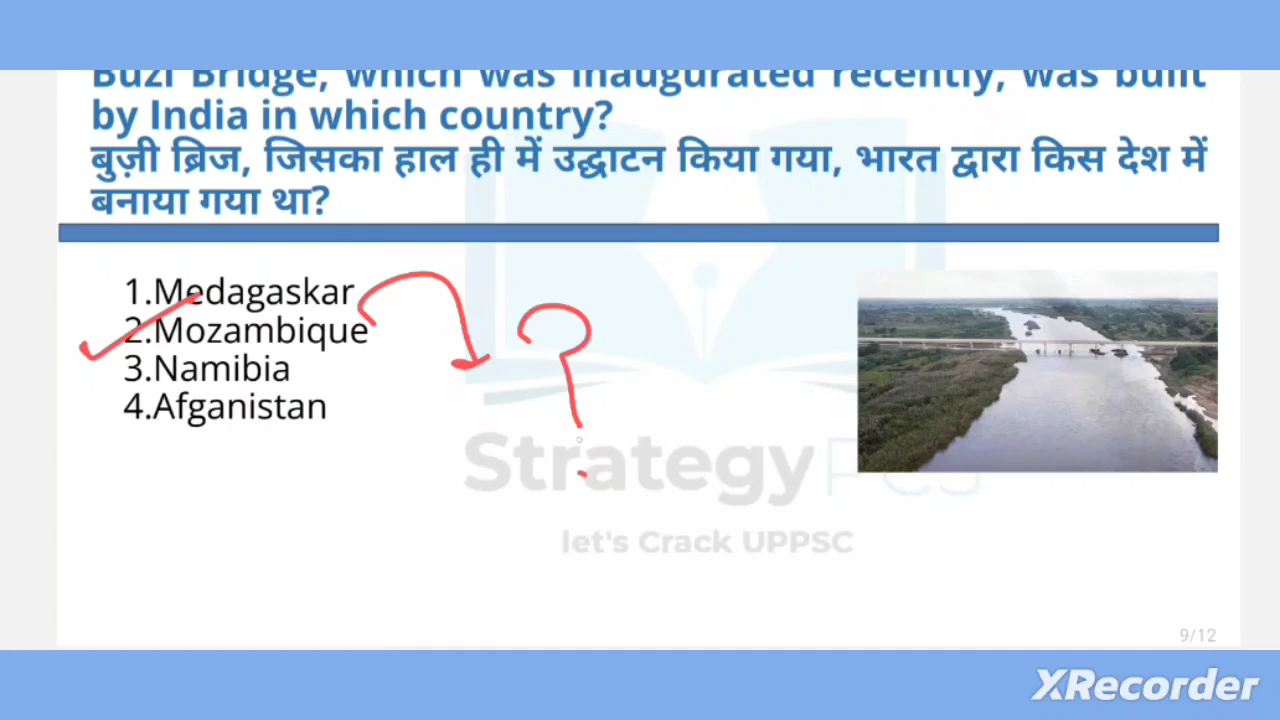 Buzi Bridge, which was inaugurated recently, was built
by India in which country?
बुज़ी ब्रिज, जिसका हाल ही में उद्घाटन किया गया, भारत द्वारा किस देश में
बनाया गया था?
1.Medagaskar
2.Mozambique
3.Namibia
4.Afganistan
?
Strategy PCS
let's Crack UPPSC
9/12
XRecorder